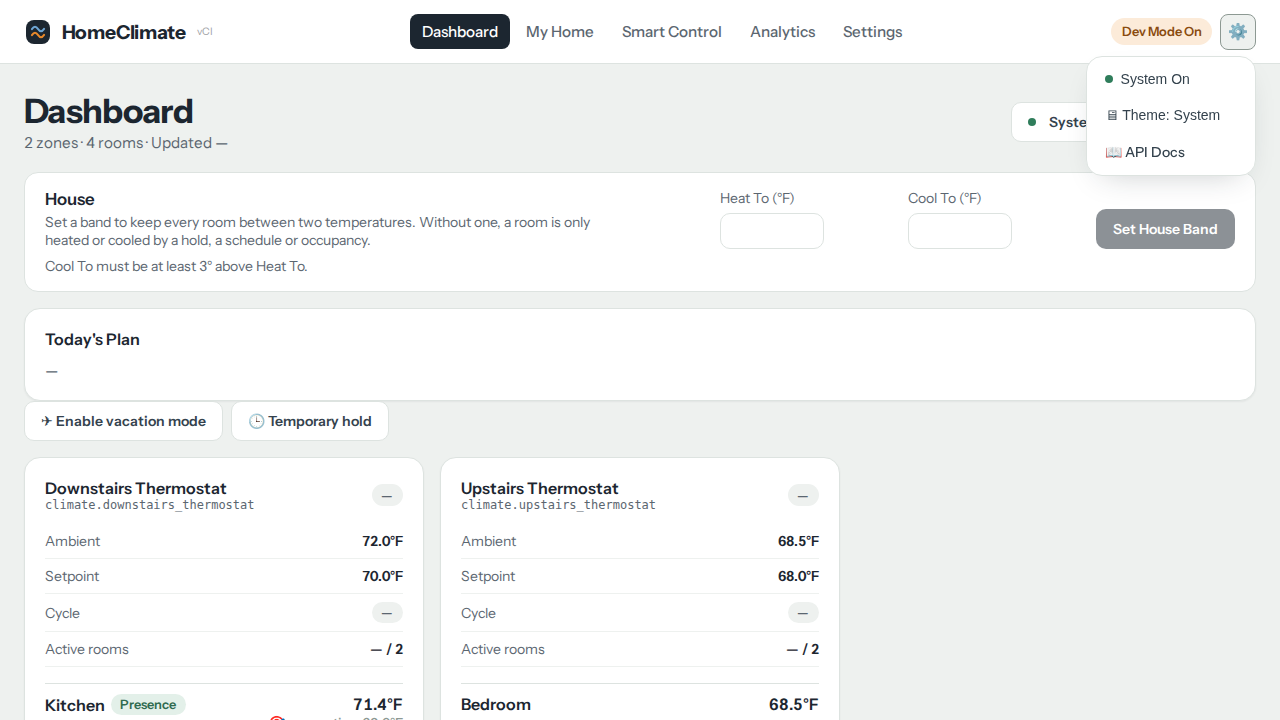 HomeClimate vCI
Dashboard My Home Smart Control Analytics Settings
Dev Mode On ⚙️
System On
🖥 Theme: System
📖 API Docs
Dashboard
2 zones · 4 rooms · Updated —
House
Set a band to keep every room between two temperatures. Without one, a room is only
heated or cooled by a hold, a schedule or occupancy.
Cool To must be at least 3° above Heat To.
Heat To (°F)
Cool To (°F)
Set House Band
Today's Plan
—
✈ Enable vacation mode
🕒 Temporary hold
Downstairs Thermostat —
climate.downstairs_thermostat
Ambient 72.0°F
Setpoint 70.0°F
Cycle —
Active rooms — / 2
Kitchen Presence 71.4°F
Upstairs Thermostat —
climate.upstairs_thermostat
Ambient 68.5°F
Setpoint 68.0°F
Cycle —
Active rooms — / 2
Bedroom 68.5°F